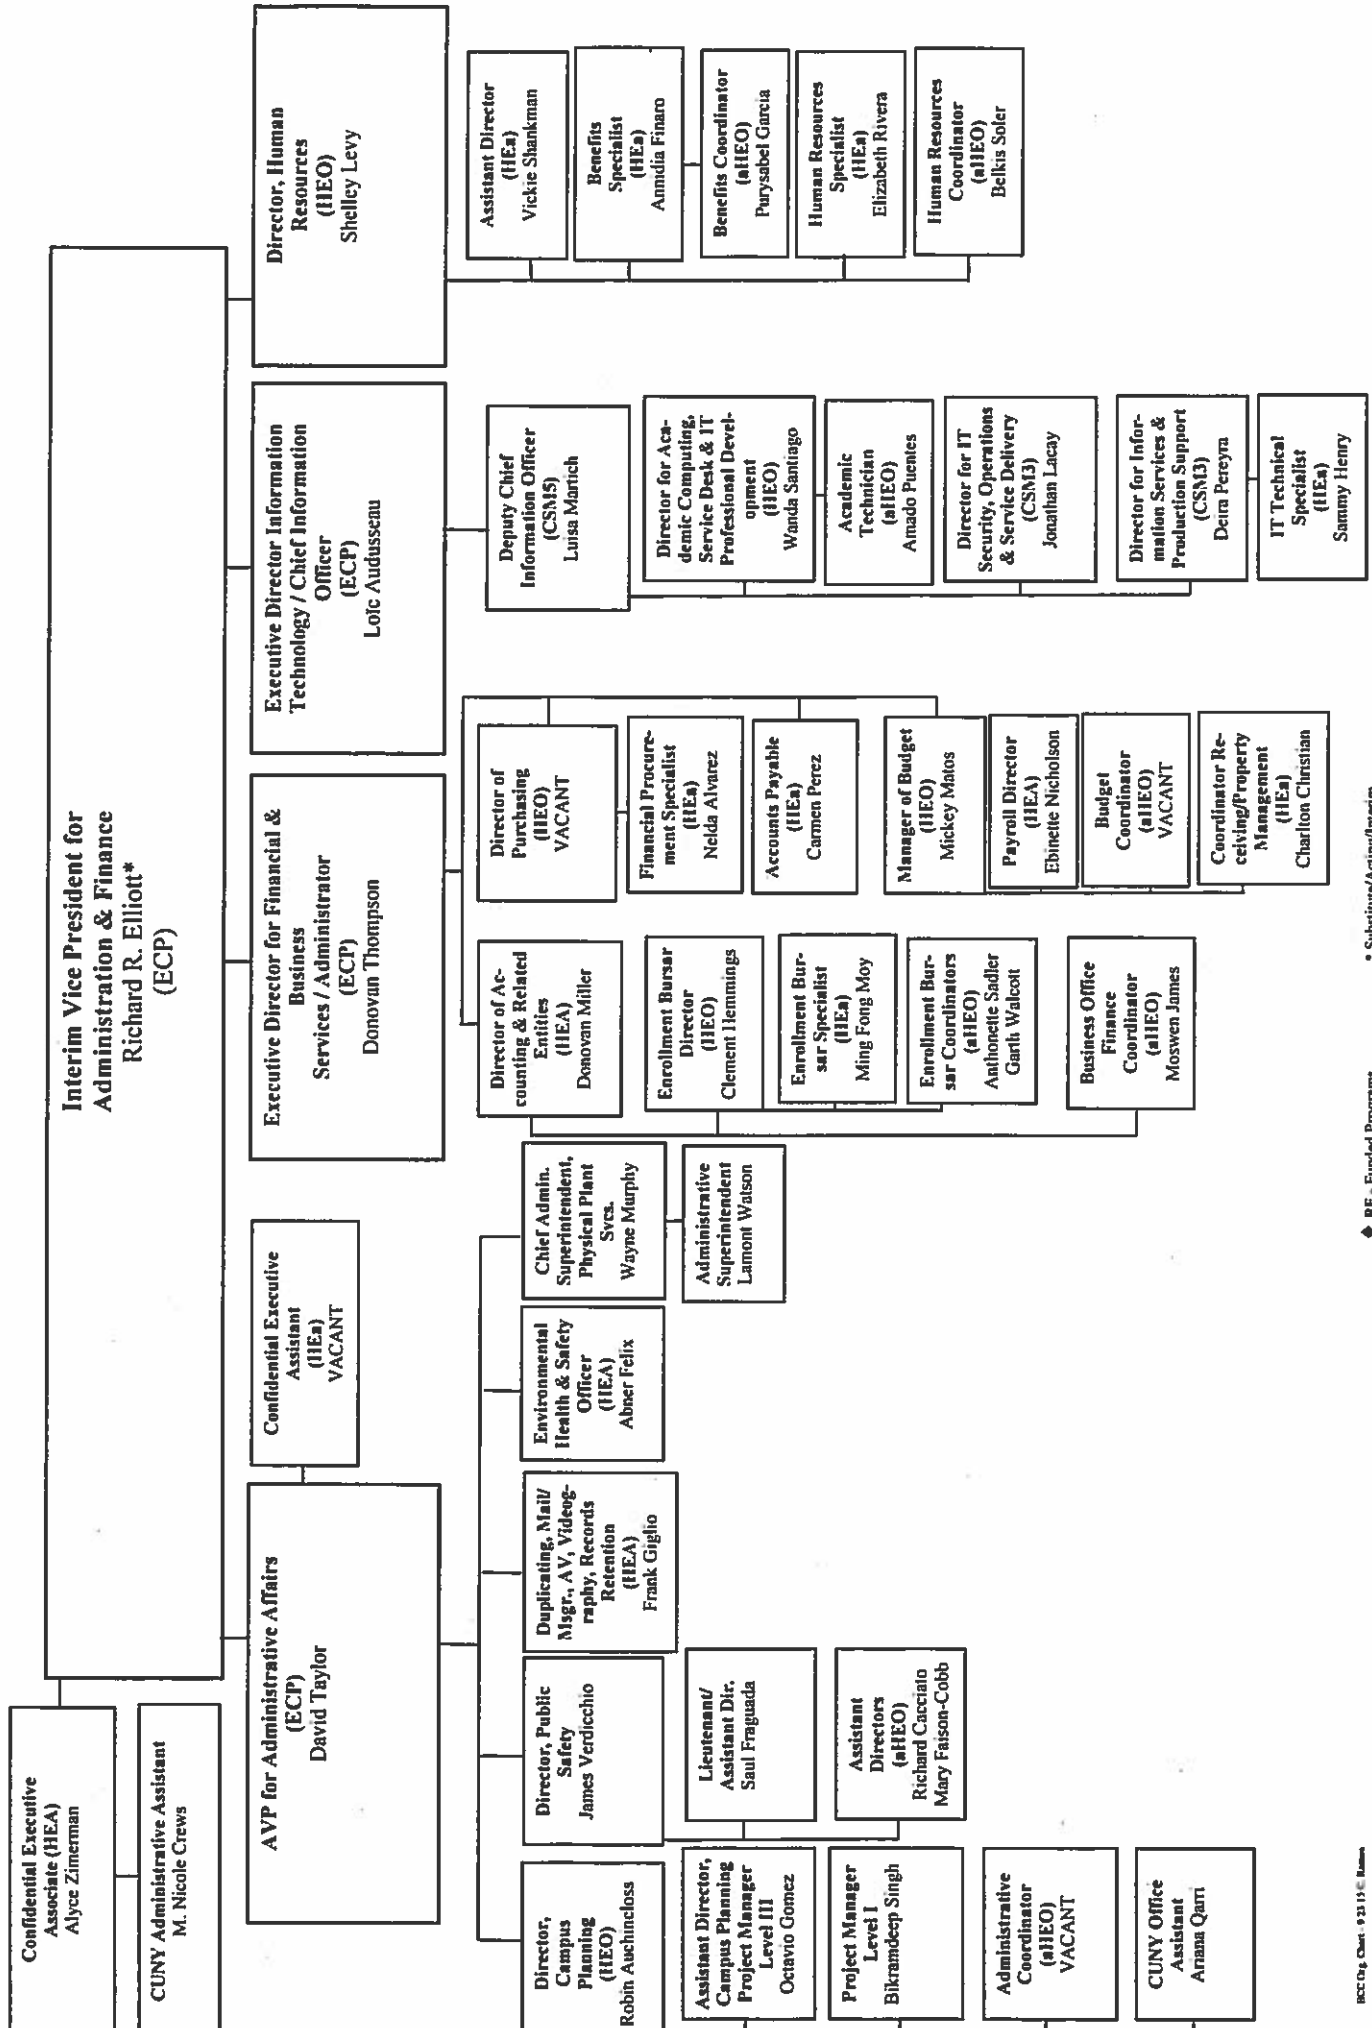 Interim Vice President for
Administration & Finance
Richard R. Elliott*
(ECP)
Confidential Executive
Associate (HEA)
Alyce Zimerman
CUNY Administrative Assistant
M. Nicole Crews
AVP for Administrative Affairs
(ECP)
David Taylor
Confidential Executive
Assistant
(HEa)
VACANT
Director,
Campus
Planning
(HEO)
Robin Auchincloss
Assistant Director,
Campus Planning
Project Manager
Level III
Octavio Gomez
Project Manager
Level I
Bikramdeep Singh
Administrative
Coordinator
(aHEO)
VACANT
CUNY Office
Assistant
Ariana Qarri
Director, Public
Safety
James Verdicchio
Lieutenant/
Assistant Dir.
Saul Fraguada
Assistant
Directors
(aHEO)
Richard Cacciato
Mary Faison-Cobb
Duplicating, Mail/
Msgr., AV, Videog-
raphy, Records
Retention
(HEA)
Frank Giglio
Environmental
Health & Safety
Officer
(HEA)
Abner Felix
Chief Admin.
Superintendent,
Physical Plant
Svcs.
Wayne Murphy
Administrative
Superintendent
Lamont Watson
Executive Director for Financial &
Business
Services / Administrator
(ECP)
Donovan Thompson
Director of Ac-
counting & Related
Entities
(HEA)
Donovan Miller
Enrollment Bursar
Director
(HEO)
Clement Hemmings
Enrollment Bur-
sar Specialist
(HEa)
Ming Fong Moy
Enrollment Bur-
sar Coordinators
(aHEO)
Anthonette Sadler
Garth Walcott
Business Office
Finance
Coordinator
(aHEO)
Moswen James
Director of
Purchasing
(HEO)
VACANT
Financial Procure-
ment Specialist
(HEa)
Nelda Alvarez
Accounts Payable
(HEa)
Carmen Perez
Manager of Budget
(HEO)
Mickey Matos
Payroll Director
(HEA)
Ebinette Nicholson
Budget
Coordinator
(aHEO)
VACANT
Coordinator Re-
ceiving/Property
Management
(HEa)
Charlton Christian
Executive Director Information
Technology / Chief Information
Officer
(ECP)
Loïc Audusseau
Deputy Chief
Information Officer
(CSM5)
Luisa Martich
Director for Aca-
demic Computing,
Service Desk & IT
Professional Devel-
opment
(HEO)
Wanda Santiago
Academic
Technician
(aHEO)
Amado Puentes
Director for IT
Security, Operations
& Service Delivery
(CSM3)
Jonathan Lacay
Director for Infor-
mation Services &
Production Support
(CSM3)
Deira Pereyra
IT Technical
Specialist
(HEa)
Sammy Henry
Director, Human
Resources
(HEO)
Shelley Levy
Assistant Director
(HEa)
Vickie Shankman
Benefits
Specialist
(HEa)
Annidia Finaro
Benefits Coordinator
(aHEO)
Purysabel Garcia
Human Resources
Specialist
(HEa)
Elizabeth Rivera
Human Resources
Coordinator
(aHEO)
Belkis Soler
BCC Org. Chart - 9 23 15
◆ RF - Funded Programs
• Substitute/Acting/Interim